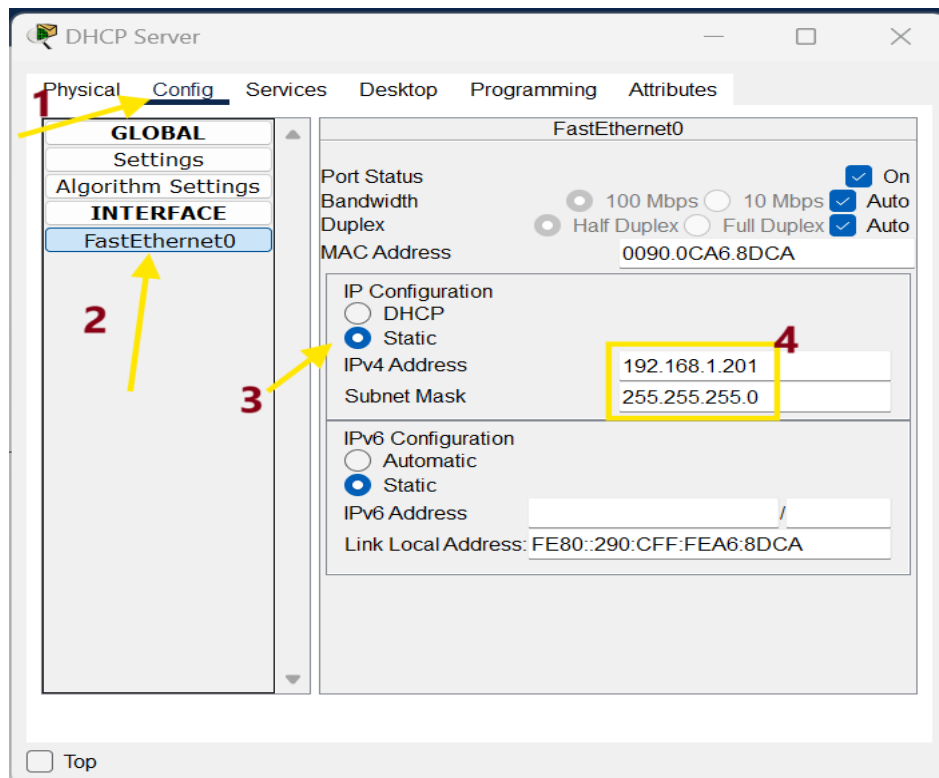 DHCP Server
Physical Config Services Desktop Programming Attributes
1
GLOBAL
Settings
Algorithm Settings
INTERFACE
FastEthernet0
2
FastEthernet0
Port Status On
Bandwidth 100 Mbps 10 Mbps Auto
Duplex Half Duplex Full Duplex Auto
MAC Address 0090.0CA6.8DCA
IP Configuration
DHCP
Static
3
4
IPv4 Address 192.168.1.201
Subnet Mask 255.255.255.0
IPv6 Configuration
Automatic
Static
IPv6 Address /
Link Local Address: FE80::290:CFF:FEA6:8DCA
Top